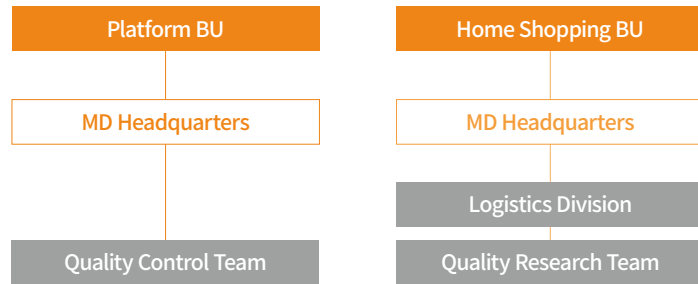 Platform BU
Home Shopping BU
MD Headquarters
MD Headquarters
Logistics Division
Quality Control Team
Quality Research Team